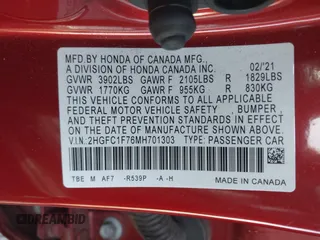 MFD.BY HONDA OF CANADA MFG.,
A DIVISION OF HONDA CANADA INC. 02/'21
GVWR 3902LBS GAWR F 2105LBS R 1829LBS
GVWR 1770KG GAWR F 955KG R 830KG
THIS VEHICLE CONFORMS TO ALL APPLICABLE
FEDERAL MOTOR VEHICLE SAFETY, BUMPER
AND THEFT PREVENTION STANDARDS IN EFFECT ON
THE DATE OF MANUFACTURE SHOWN ABOVE.
V.I.N. 2HGFC1F76MH701303 TYPE: PASSENGER CAR
TBE M AF7 -R539P -A -H
MADE IN CANADA